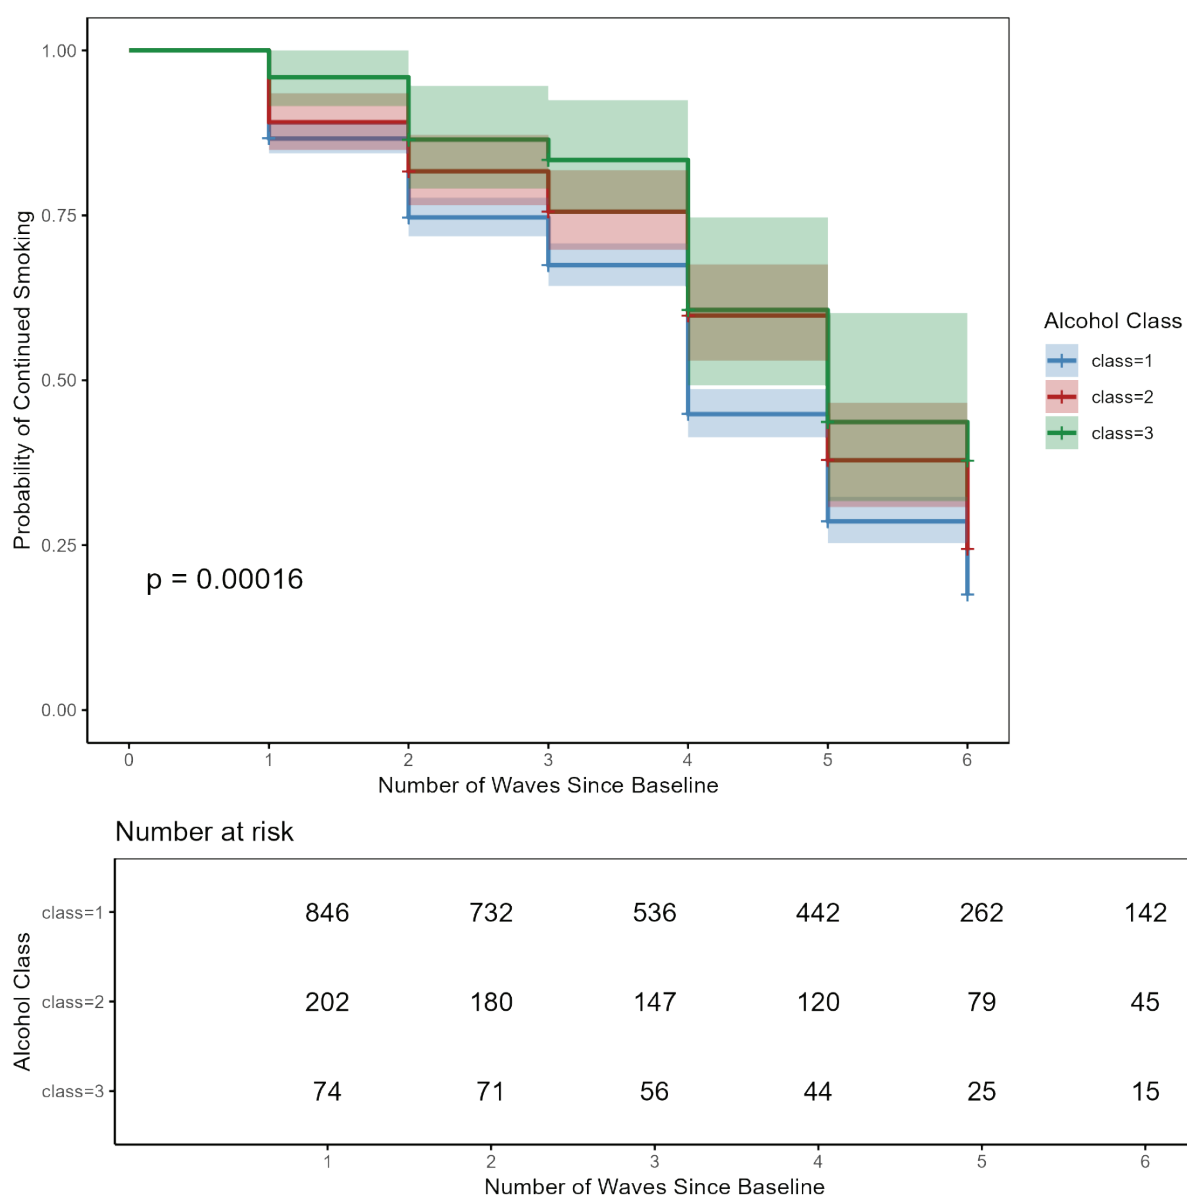 1.00
0.75
0.50
0.25
0.00
Probability of Continued Smoking
p = 0.00016
0 1 2 3 4 5 6
Number of Waves Since Baseline
Alcohol Class
class=1
class=2
class=3
Number at risk
Alcohol Class
class=1 846 732 536 442 262 142
class=2 202 180 147 120 79 45
class=3 74 71 56 44 25 15
1 2 3 4 5 6
Number of Waves Since Baseline